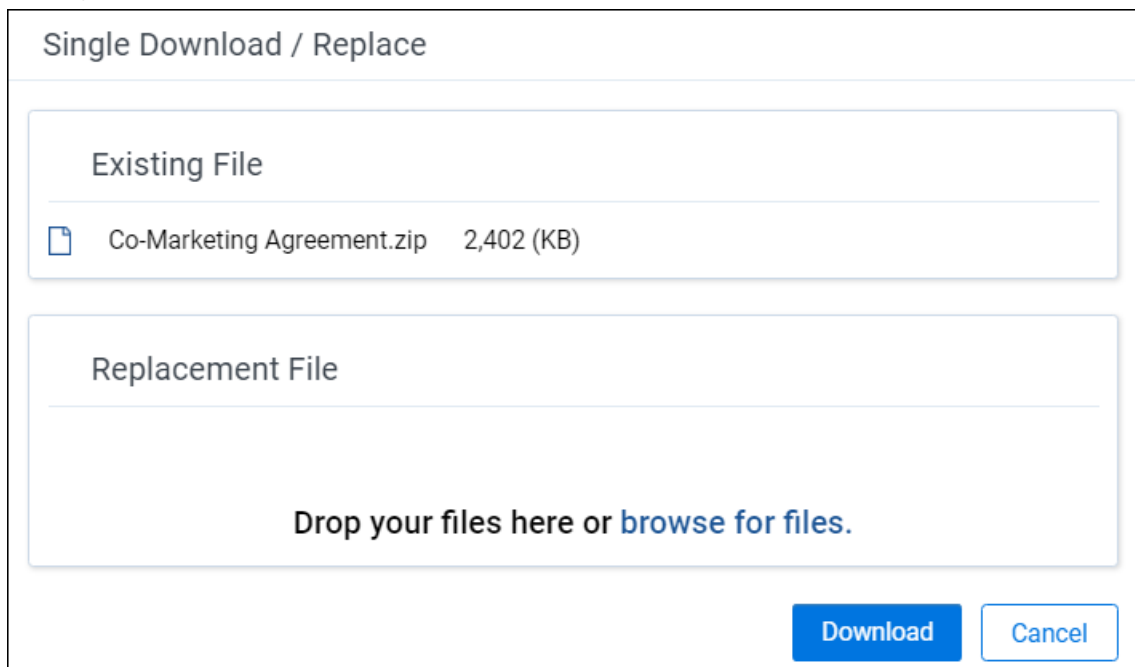 Single Download / Replace
Existing File
Co-Marketing Agreement.zip 2,402 (KB)
Replacement File
Drop your files here or browse for files.
Download Cancel